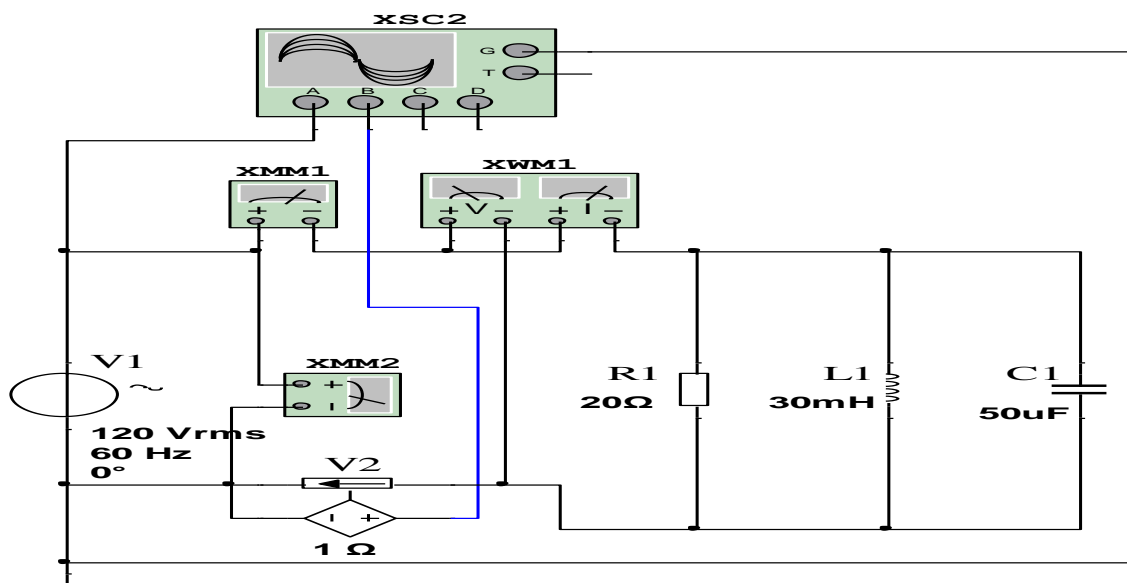 XSC2
G
T
A B C D
XMM1
XWM1
+ − + V − + I −
V1
120 Vrms
60 Hz
0°
XMM2
+
−
R1
20Ω
L1
30mH
C1
50uF
V2
− +
1 Ω